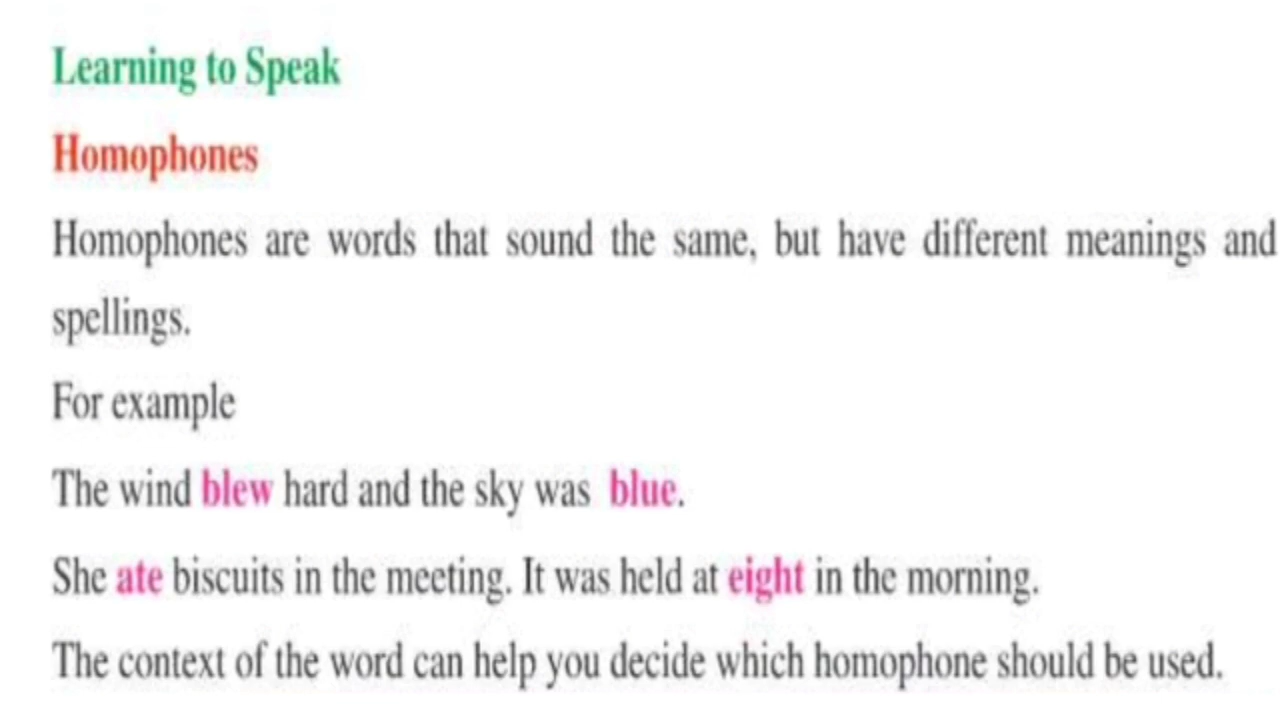 Learning to Speak
Homophones
Homophones are words that sound the same, but have different meanings and
spellings.
For example
The wind blew hard and the sky was blue.
She ate biscuits in the meeting. It was held at eight in the morning.
The context of the word can help you decide which homophone should be used.